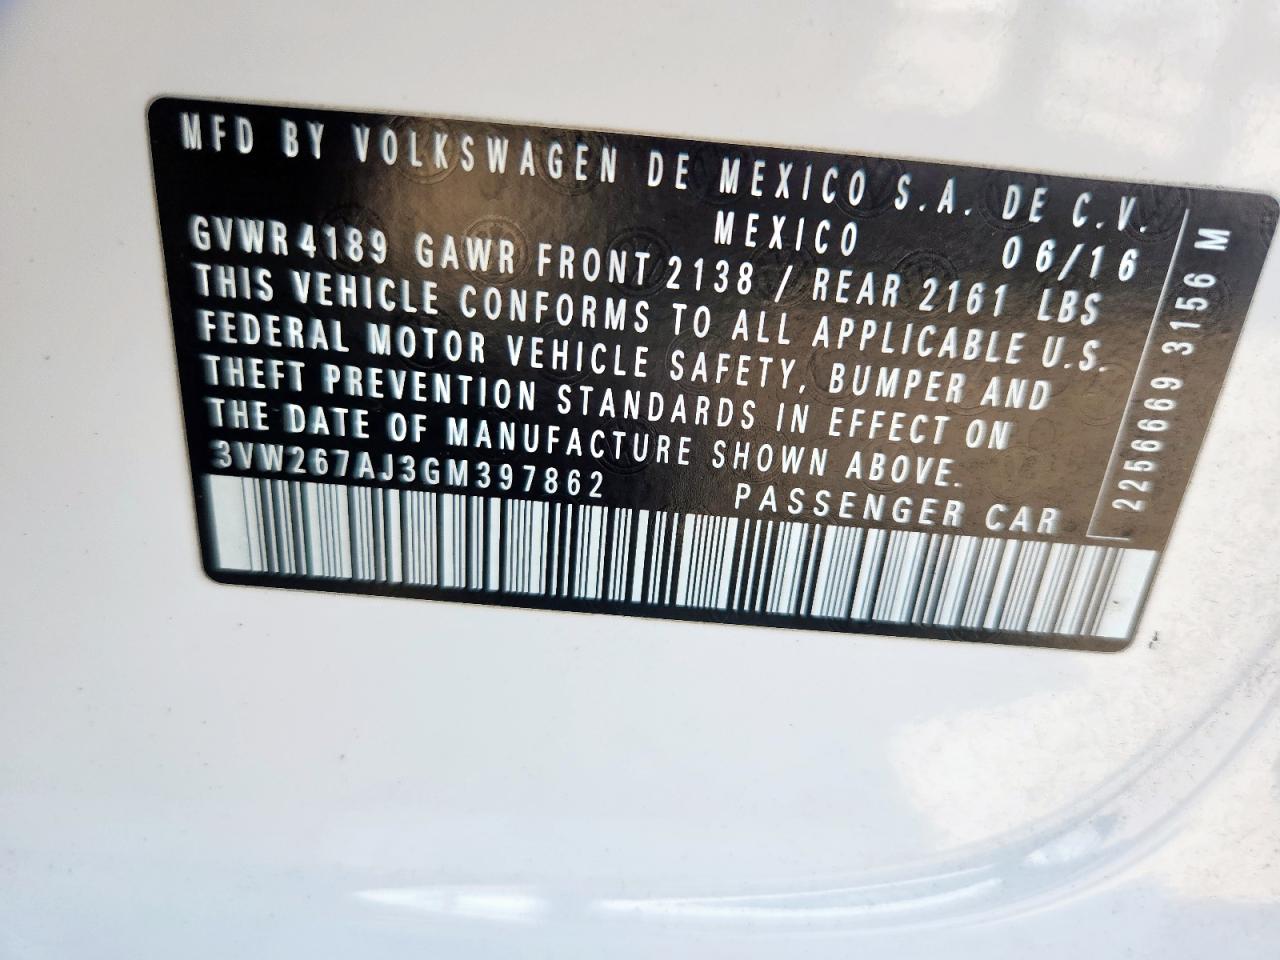 MFD BY VOLKSWAGEN DE MEXICO S.A. DE C.V.
MEXICO 06/16
GVWR 4189 GAWR FRONT 2138 / REAR 2161 LBS
THIS VEHICLE CONFORMS TO ALL APPLICABLE U.S.
FEDERAL MOTOR VEHICLE SAFETY, BUMPER AND
THEFT PREVENTION STANDARDS IN EFFECT ON
THE DATE OF MANUFACTURE SHOWN ABOVE.
3VW267AJ3GM397862 PASSENGER CAR
2256669 3156 M